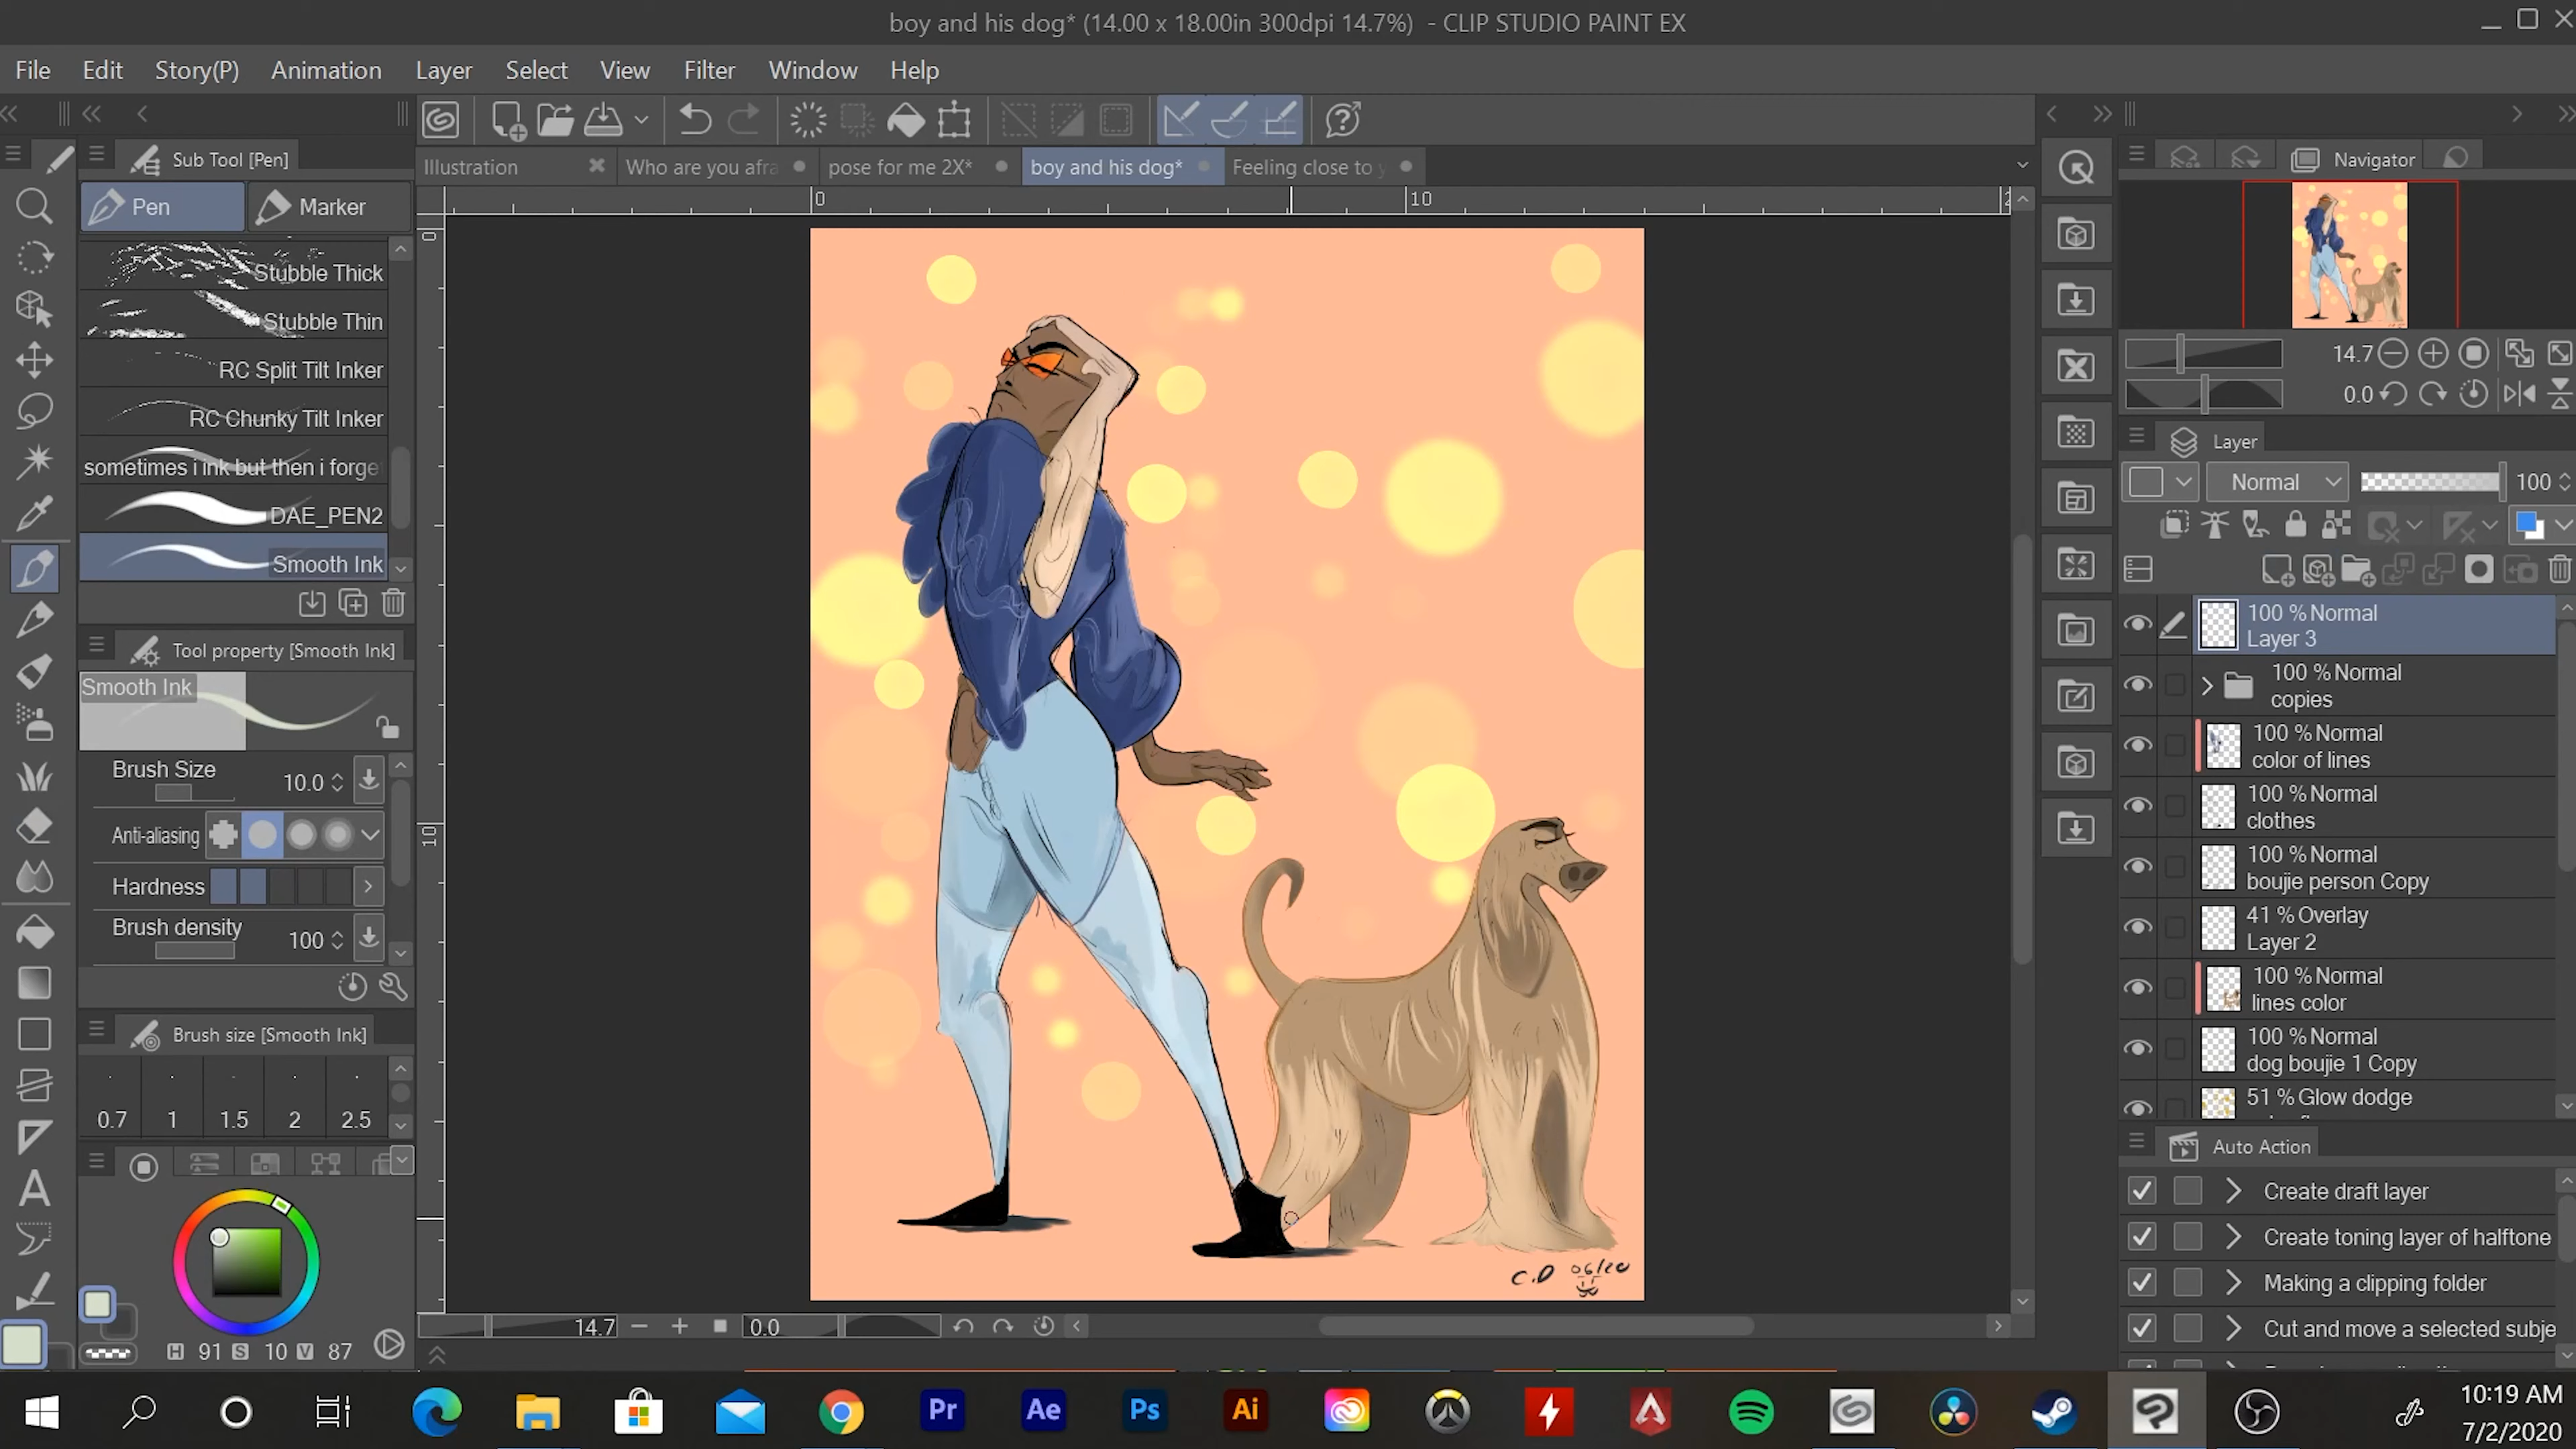 boy and his dog* (14.00 x 18.00in 300dpi 14.7%) - CLIP STUDIO PAINT EX
File Edit Story(P) Animation Layer Select View Filter Window Help
Sub Tool [Pen]
Illustration
Who are you afra
pose for me 2X*
boy and his dog*
Feeling close to y
Navigator
Pen
Marker
0
10
2
0
10
Stubble Thick
Stubble Thin
RC Split Tilt Inker
RC Chunky Tilt Inker
sometimes i ink but then i forge
DAE_PEN2
Smooth Ink
Tool property [Smooth Ink]
Smooth Ink
Brush Size 10.0
Anti-aliasing
Hardness
Brush density 100
Brush size [Smooth Ink]
0.7 1 1.5 2 2.5
H 91 S 10 V 87
14.7
0.0
Layer
Normal 100
100 % Normal
Layer 3
100 % Normal
copies
100 % Normal
color of lines
100 % Normal
clothes
100 % Normal
boujie person Copy
41 % Overlay
Layer 2
100 % Normal
lines color
100 % Normal
dog boujie 1 Copy
51 % Glow dodge
Auto Action
Create draft layer
Create toning layer of halftone
Making a clipping folder
Cut and move a selected subje
C.D 06/20
14.7 0.0
Pr Ae Ps Ai
10:19 AM
7/2/2020